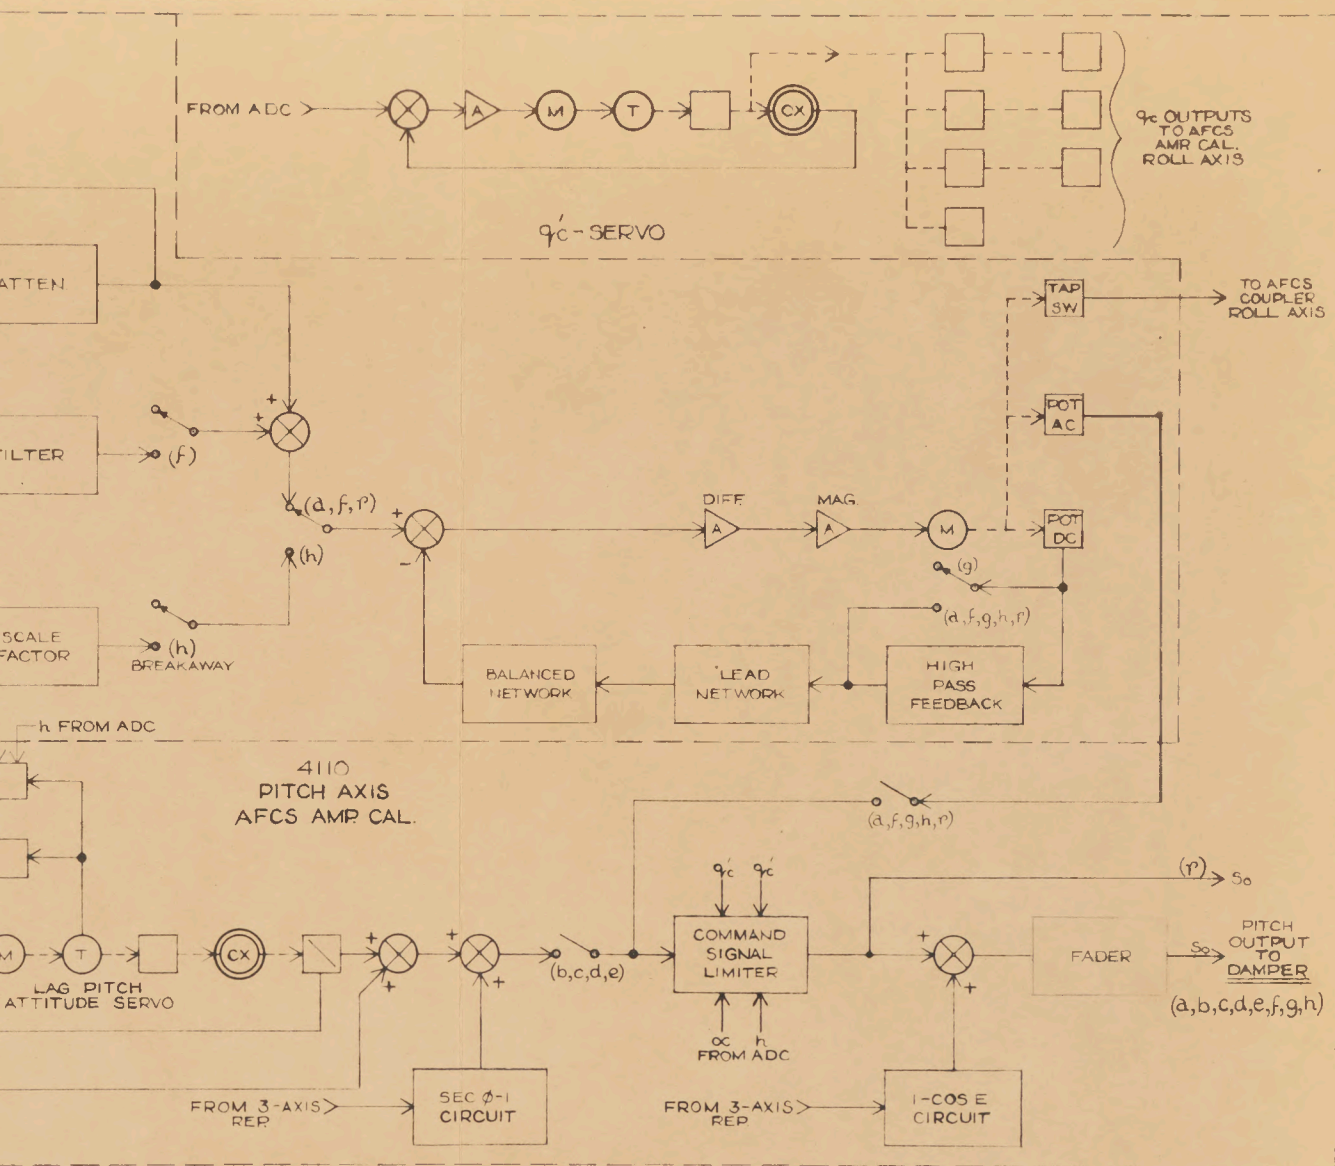 FROM ADC
A
M
T
CX
q'c OUTPUTS
TO AFCS
AMP. CAL.
ROLL AXIS
q'c - SERVO
ATTEN
TAP
SW
TO AFCS
COUPLER
ROLL AXIS
+
+
POT
AC
FILTER
(f)
(a, f, r)
+
DIFF.
A
MAG.
A
M
POT
DC
(h)
-
(g)
(a,f,g,h,r)
SCALE
FACTOR
(h)
BREAKAWAY
BALANCED
NETWORK
LEAD
NETWORK
HIGH
PASS
FEEDBACK
h FROM ADC
4110
PITCH AXIS
AFCS AMP. CAL.
(a,f,g,h,r)
q'c q'c
(r)
So
M
T
CX
+
+
+
+
(b,c,d,e)
COMMAND
SIGNAL
LIMITER
+
+
FADER
So
PITCH
OUTPUT
TO
DAMPER
(a,b,c,d,e,f,g,h)
LAG PITCH
ATTITUDE SERVO
∝ h
FROM ADC
FROM 3-AXIS
REP.
SEC ϕ-1
CIRCUIT
FROM 3-AXIS
REP.
1-COS E
CIRCUIT